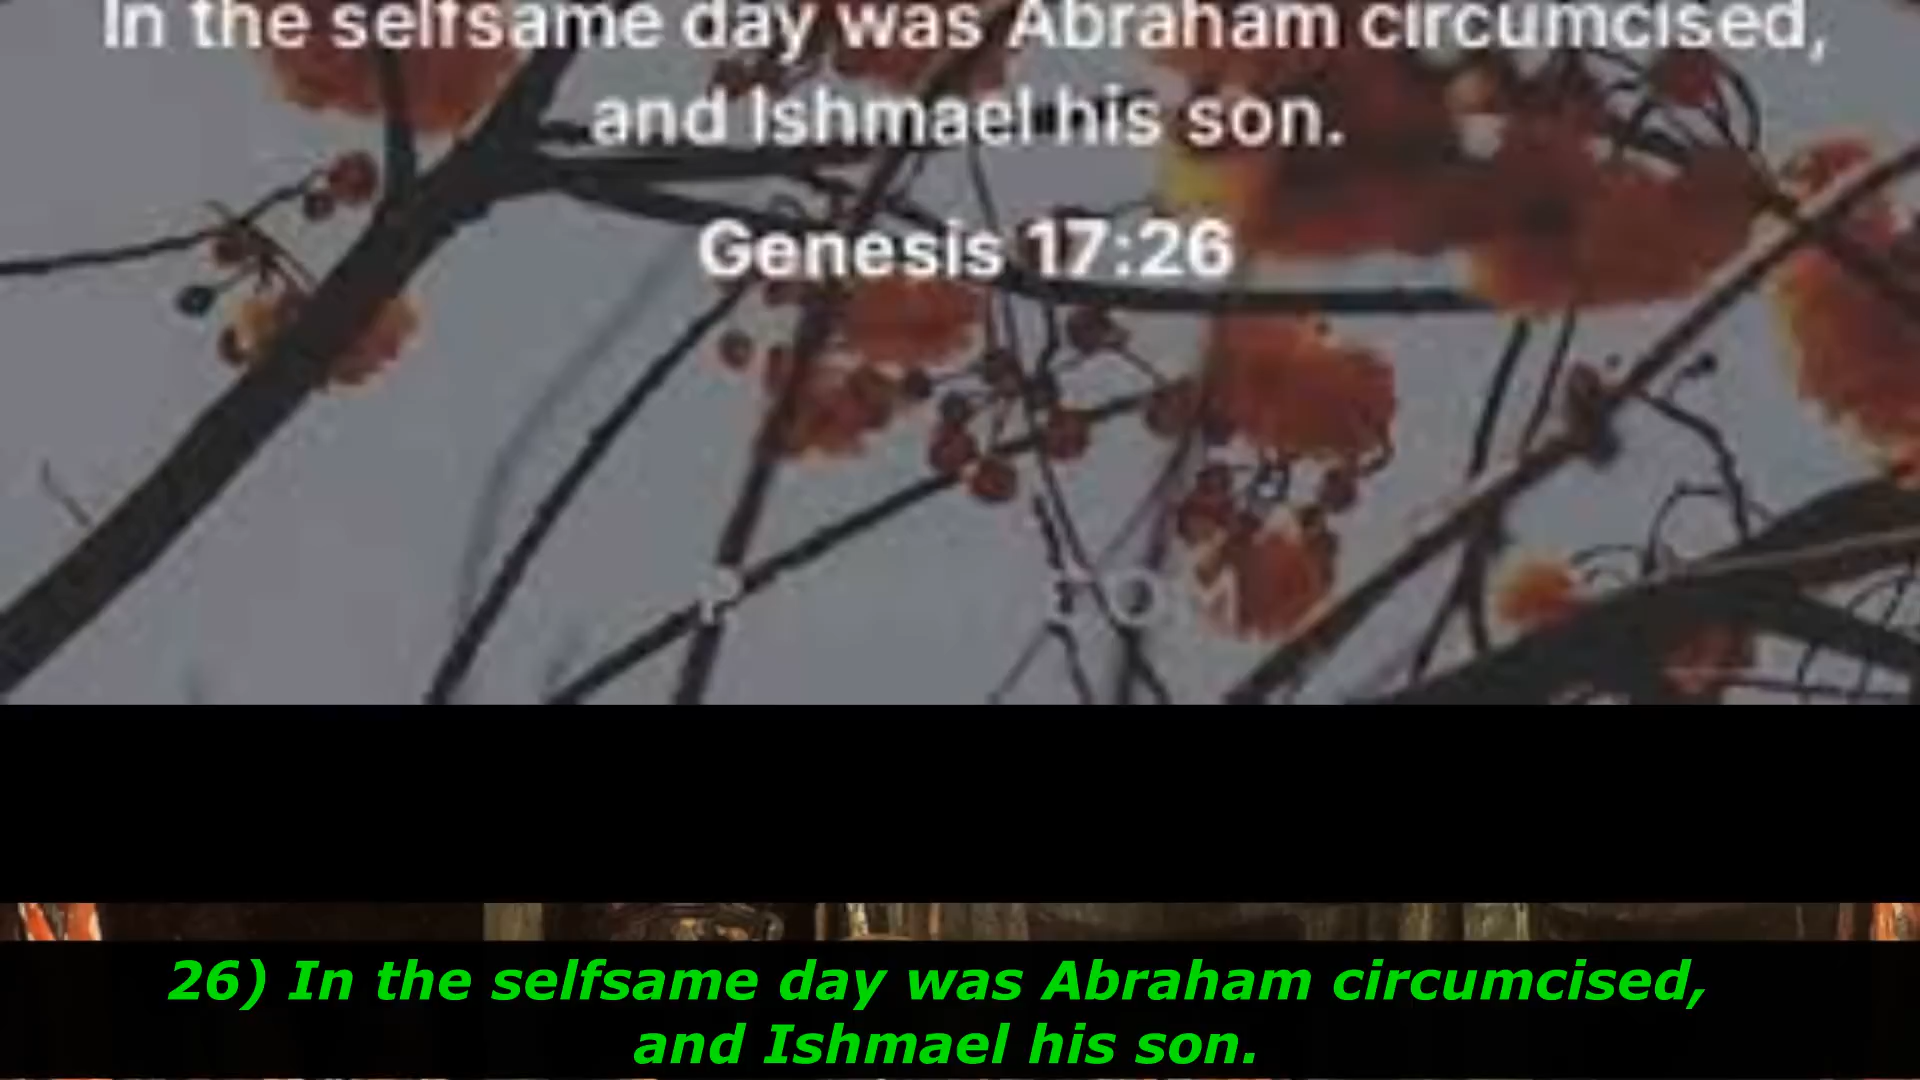 In the selfsame day was Abraham circumcised,
and Ishmael his son.
Genesis 17:26
26) In the selfsame day was Abraham circumcised,
and Ishmael his son.